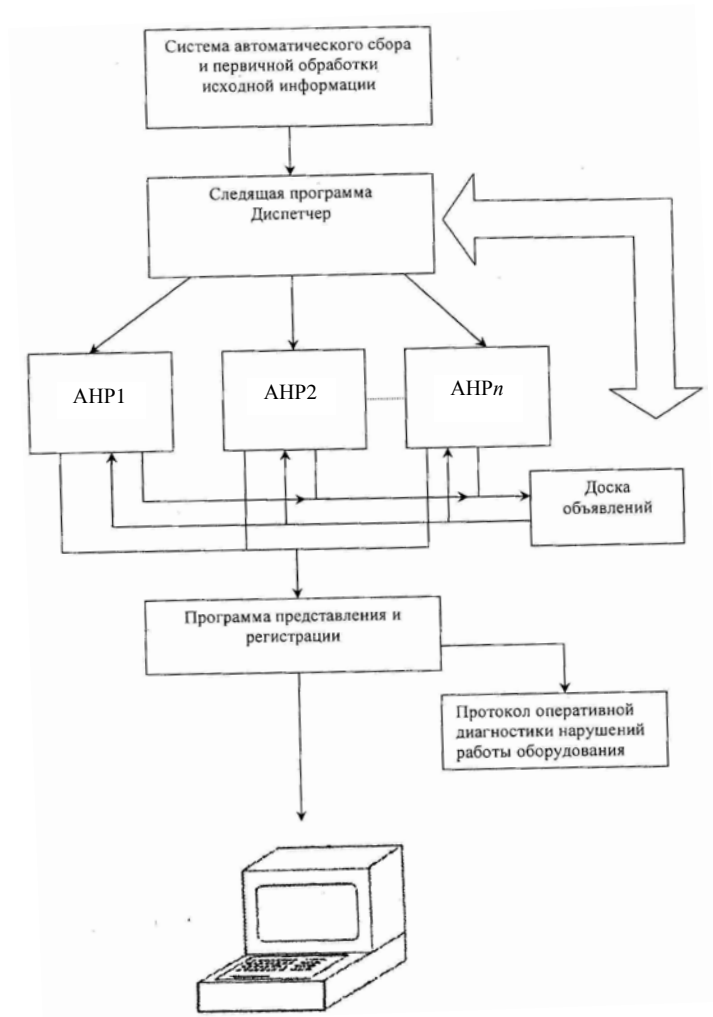 Система автоматического сбора
и первичной обработки
исходной информации
Следящая программа
Диспетчер
АНР1
АНР2
АНРn
Доска
объявлений
Программа представления и
регистрации
Протокол оперативной
диагностики нарушений
работы оборудования